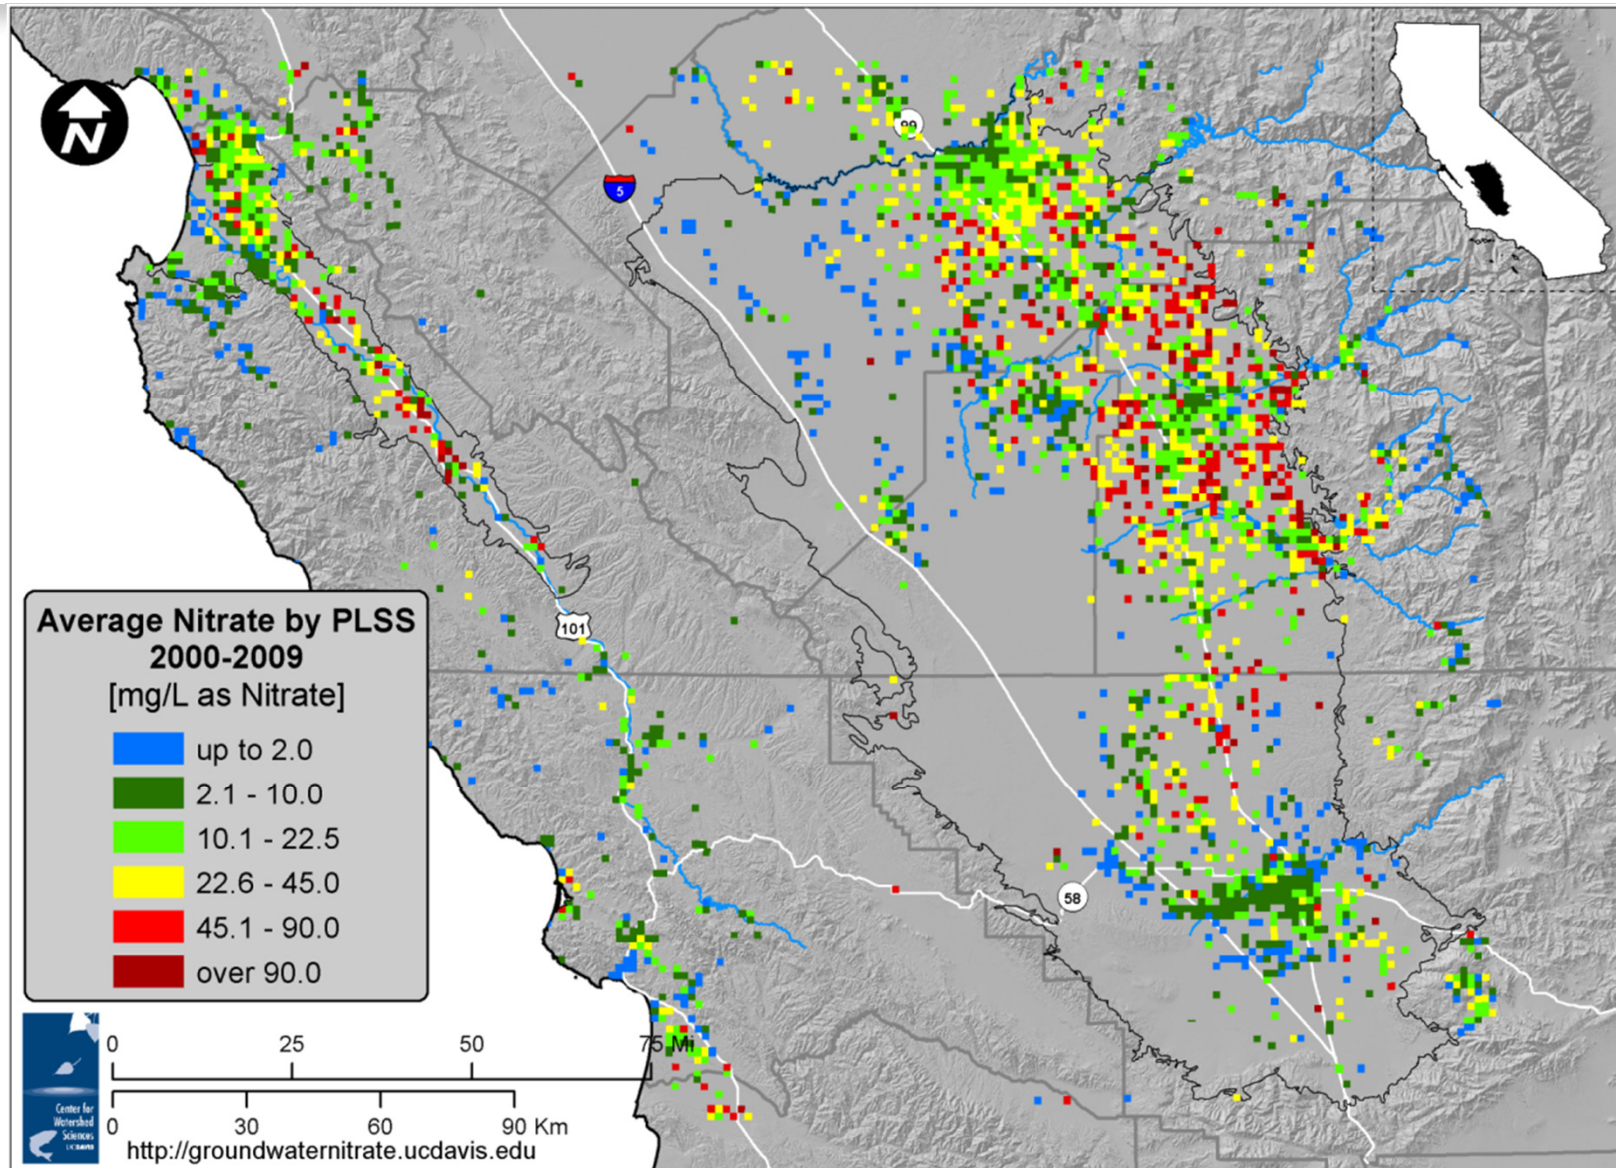 N
99
5
101
58
Average Nitrate by PLSS
2000-2009
[mg/L as Nitrate]
up to 2.0
2.1 - 10.0
10.1 - 22.5
22.6 - 45.0
45.1 - 90.0
over 90.0
0 25 50 75 Mi
0 30 60 90 Km
Center for
Watershed
Sciences
UC DAVIS
http://groundwaternitrate.ucdavis.edu